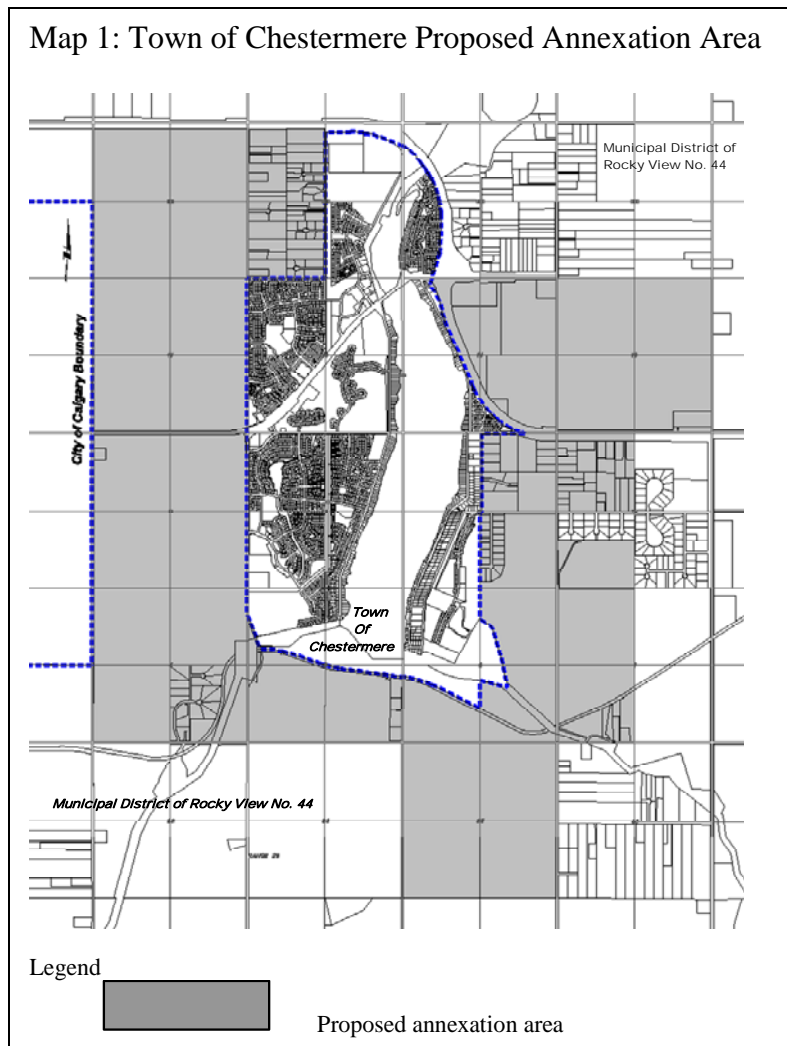 Map 1: Town of Chestermere Proposed Annexation Area
Municipal District of
Rocky View No. 44
City of Calgary Boundary
Town
Of
Chestermere
Municipal District of Rocky View No. 44
Legend
Proposed annexation area